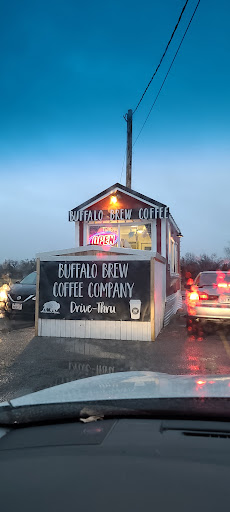 BUFFALO BREW COFFEE
OPEN
BUFFALO BREW
COFFEE COMPANY
DRIVE-THRU